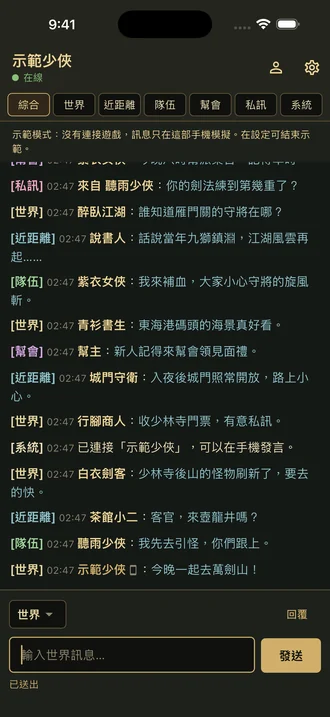 9:41
示範少俠
在線
綜合 世界 近距離 隊伍 幫會 私訊 系統
示範模式：沒有連接遊戲，訊息只在這部手機模擬。在設定可結束示
範。
[私訊] 02:47 來自 聽雨少俠：你的劍法練到第幾重了？
[世界] 02:47 醉臥江湖：誰知道雁門關的守將在哪？
[近距離] 02:47 說書人：話說當年九獅鎮淵，江湖風雲再
起……
[隊伍] 02:47 紫衣女俠：我來補血，大家小心守將的旋風
斬。
[世界] 02:47 青衫書生：東海港碼頭的海景真好看。
[幫會] 02:47 幫主：新人記得來幫會領見面禮。
[近距離] 02:47 城門守衛：入夜後城門照常開放，路上小
心。
[世界] 02:47 行腳商人：收少林寺門票，有意私訊。
[系統] 02:47 已連接「示範少俠」，可以在手機發言。
[世界] 02:47 白衣劍客：少林寺後山的怪物刷新了，要去
的快。
[近距離] 02:47 茶館小二：客官，來壺龍井嗎？
[隊伍] 02:47 聽雨少俠：我先去引怪，你們跟上。
[世界] 02:47 示範少俠：今晚一起去萬劍山！
世界 回覆
輸入世界訊息…
發送
已送出